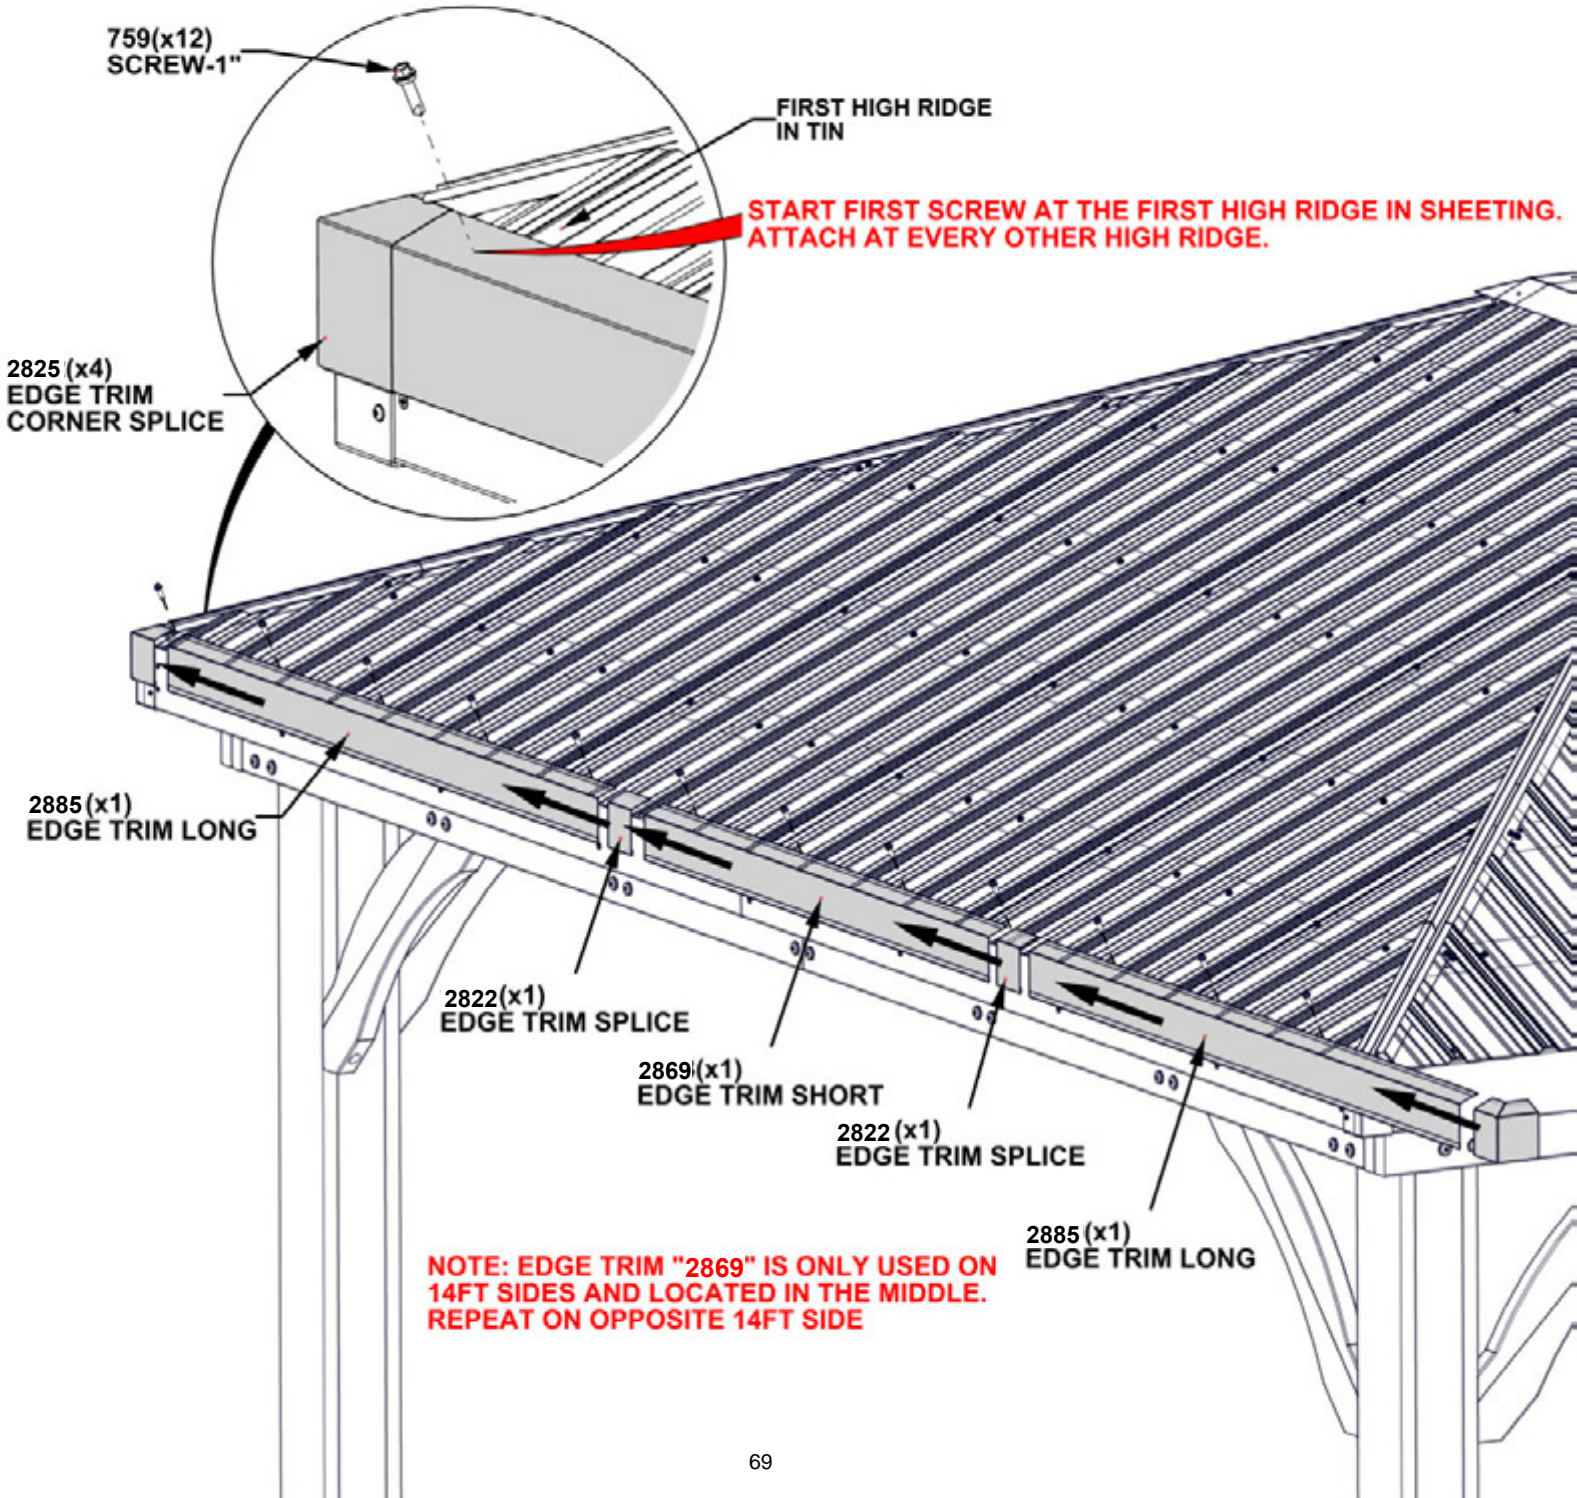 759(x12)
SCREW-1"
FIRST HIGH RIDGE
IN TIN
START FIRST SCREW AT THE FIRST HIGH RIDGE IN SHEETING.
ATTACH AT EVERY OTHER HIGH RIDGE.
2825 (x4)
EDGE TRIM
CORNER SPLICE
2885 (x1)
EDGE TRIM LONG
2822 (x1)
EDGE TRIM SPLICE
2869 (x1)
EDGE TRIM SHORT
2822 (x1)
EDGE TRIM SPLICE
2885 (x1)
EDGE TRIM LONG
NOTE: EDGE TRIM "2869" IS ONLY USED ON
14FT SIDES AND LOCATED IN THE MIDDLE.
REPEAT ON OPPOSITE 14FT SIDE
69